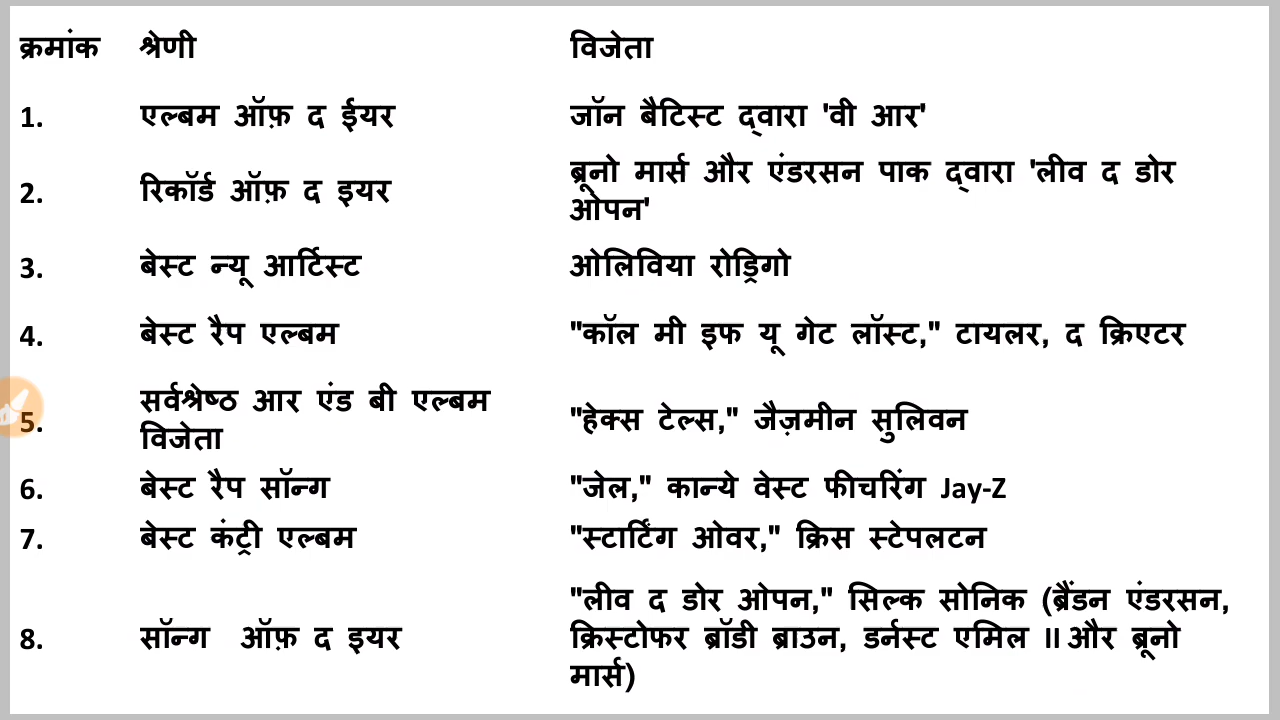 क्रमांक श्रेणी विजेता
1. एल्बम ऑफ़ द ईयर जॉन बैटिस्ट द्वारा 'वी आर'
2. रिकॉर्ड ऑफ़ द इयर ब्रूनो मार्स और एंडरसन पाक द्वारा 'लीव द डोर
ओपन'
3. बेस्ट न्यू आर्टिस्ट ओलिविया रोड्रिगो
4. बेस्ट रैप एल्बम "कॉल मी इफ यू गेट लॉस्ट," टायलर, द क्रिएटर
सर्वश्रेष्ठ आर एंड बी एल्बम
5. विजेता "हेक्स टेल्स," जैज़मीन सुलिवन
6. बेस्ट रैप सॉन्ग "जेल," कान्ये वेस्ट फीचरिंग Jay-Z
7. बेस्ट कंट्री एल्बम "स्टार्टिंग ओवर," क्रिस स्टेपलटन
"लीव द डोर ओपन," सिल्क सोनिक (ब्रैंडन एंडरसन,
8. सॉन्ग ऑफ़ द इयर क्रिस्टोफर ब्रॉडी ब्राउन, डर्नस्ट एमिल II और ब्रूनो
मार्स)